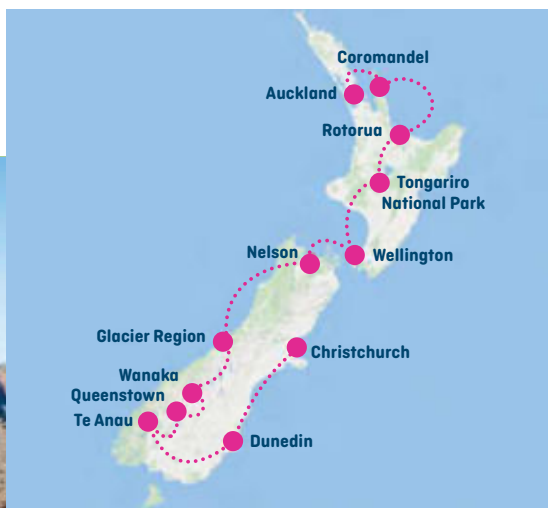 Coromandel
Auckland
Rotorua
Tongariro
National Park
Nelson
Wellington
Glacier Region
Christchurch
Wanaka
Queenstown
Te Anau
Dunedin